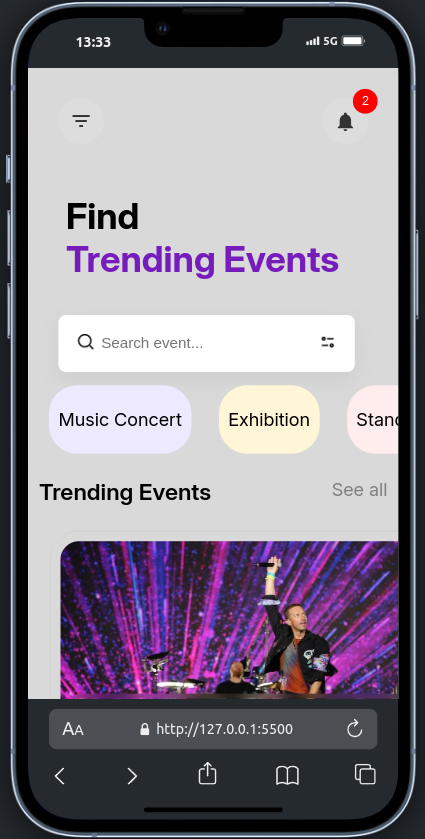 13:33
5G
2
Find
Trending Events
Search event...
Music Concert
Exhibition
Stand
Trending Events
See all
AA
http://127.0.0.1:5500